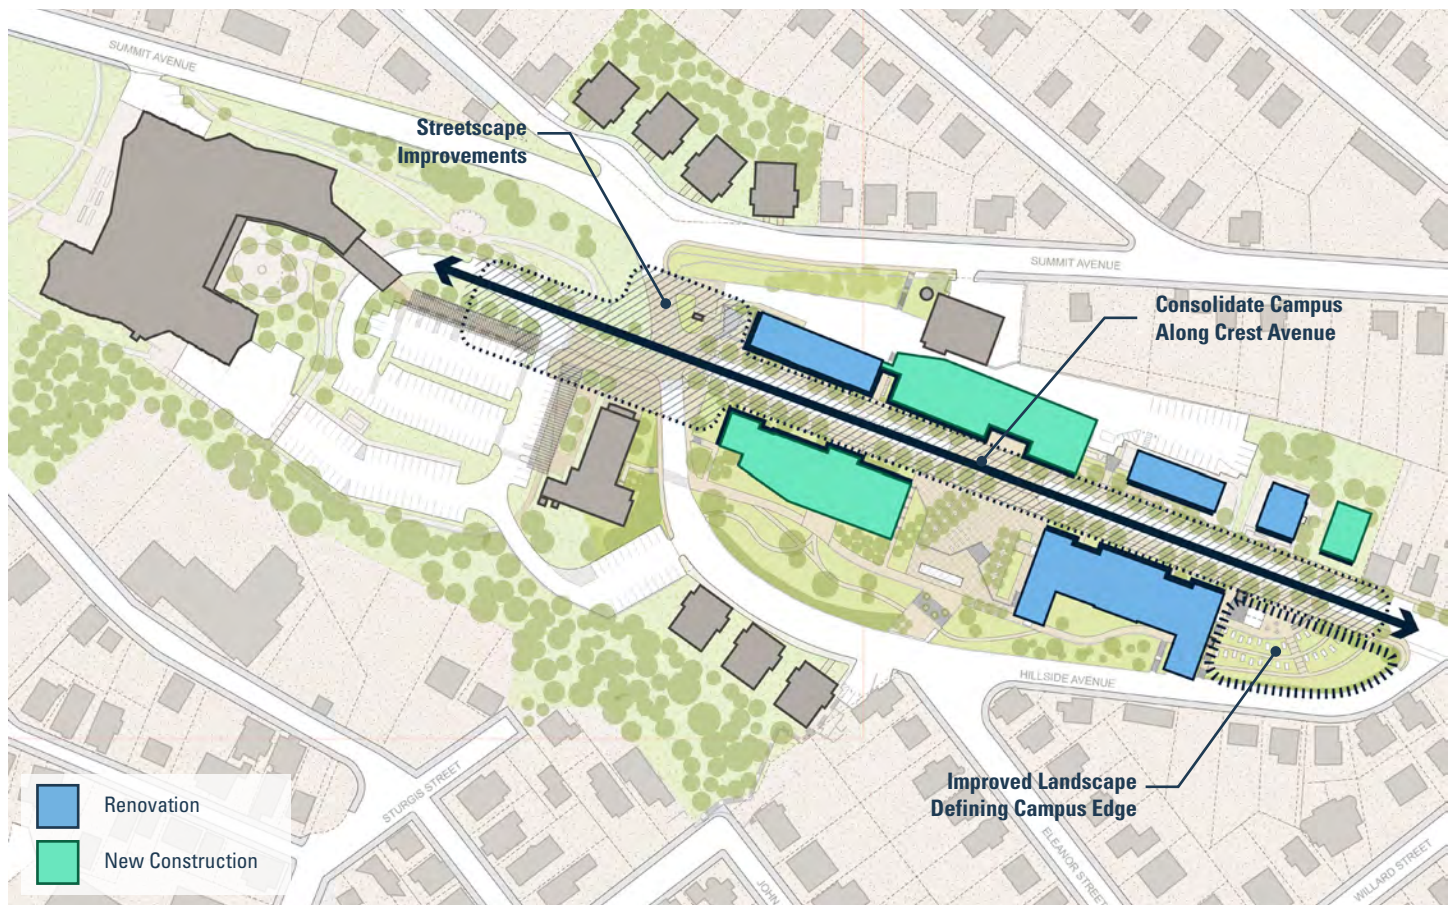 SUMMIT AVENUE
Streetscape
Improvements
SUMMIT AVENUE
Consolidate Campus
Along Crest Avenue
HILLSIDE AVENUE
Improved Landscape
Defining Campus Edge
STURGIS STREET
JOHN
ELEANOR STREET
WILLARD STREET
Renovation
New Construction